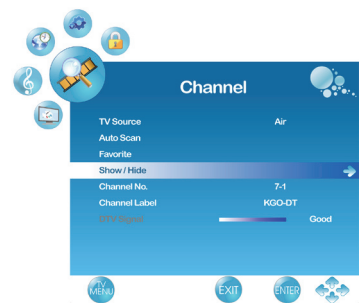 Channel
TV Source Air
Auto Scan
Favorite
Show / Hide
Channel No. 7-1
Channel Label KGO-DT
DTV Signal Good
TV
MENU
EXIT
ENTER